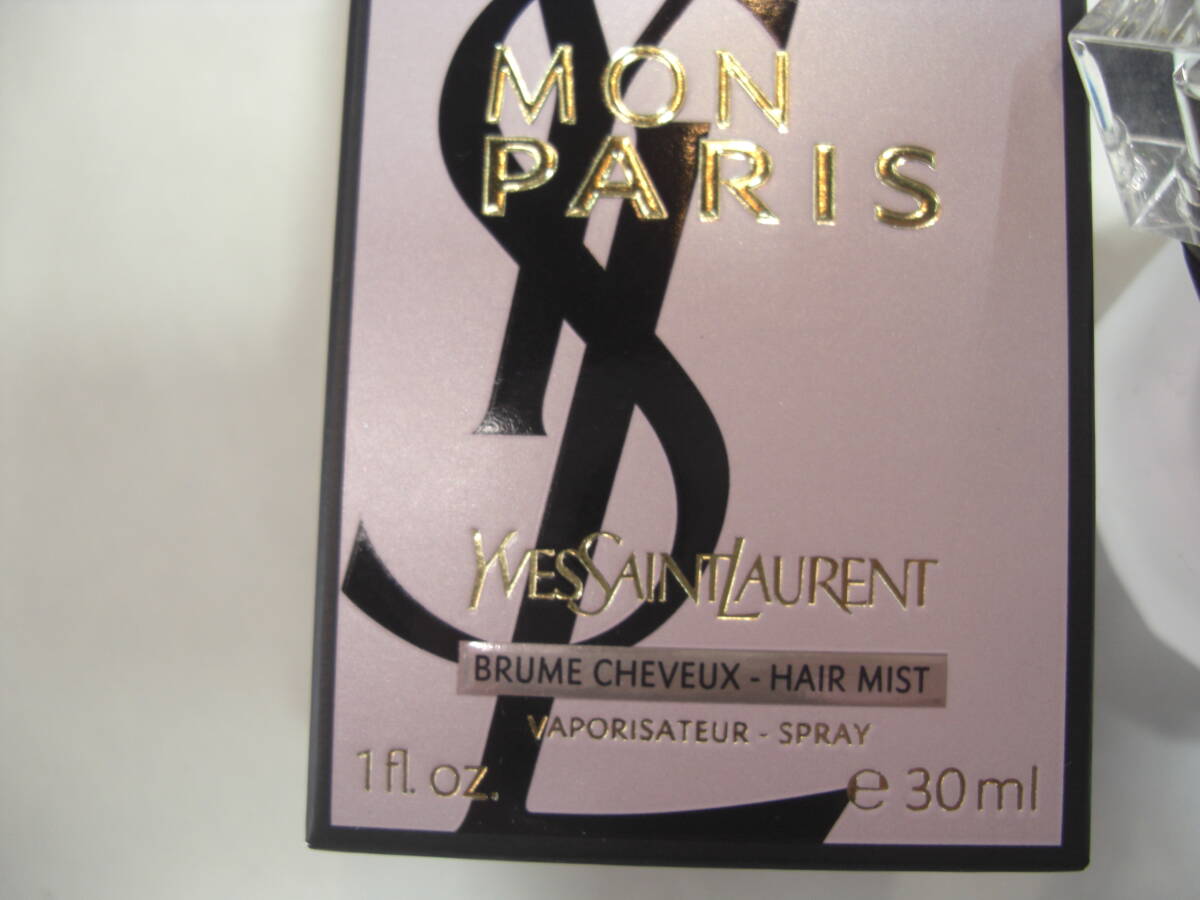 MON
PARIS
YVESSAINTLAURENT
BRUME CHEVEUX - HAIR MIST
VAPORISATEUR - SPRAY
1 fl. oz. e 30 ml